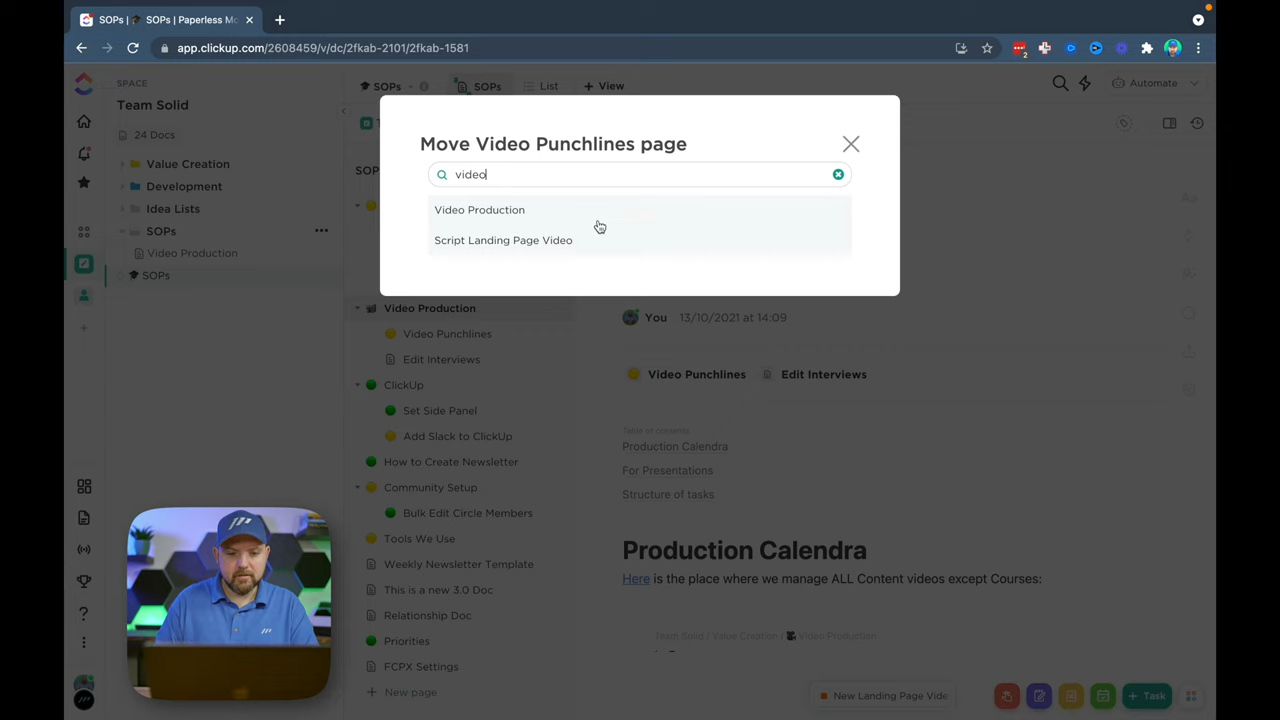 SOPs | 🎓 SOPs | Paperless Mo
app.clickup.com/2608459/v/dc/2fkab-2101/2fkab-1581
2
SPACE
Team Solid
24 Docs
Value Creation
Development
Idea Lists
SOPs
Video Production
SOPs
SOPs
SOPs
List
+ View
Automate
SOP
Move Video Punchlines page
video
Video Production
Script Landing Page Video
Video Production
Video Punchlines
Edit Interviews
ClickUp
Set Side Panel
Add Slack to ClickUp
How to Create Newsletter
Community Setup
Bulk Edit Circle Members
Tools We Use
Weekly Newsletter Template
This is a new 3.0 Doc
Relationship Doc
Priorities
FCPX Settings
+ New page
You 13/10/2021 at 14:09
Video Punchlines Edit Interviews
Table of contents
Production Calendra
For Presentations
Structure of tasks
Production Calendra
Here is the place where we manage ALL Content videos except Courses:
Team Solid / Value Creation / Video Production
New Landing Page Vide
+ Task